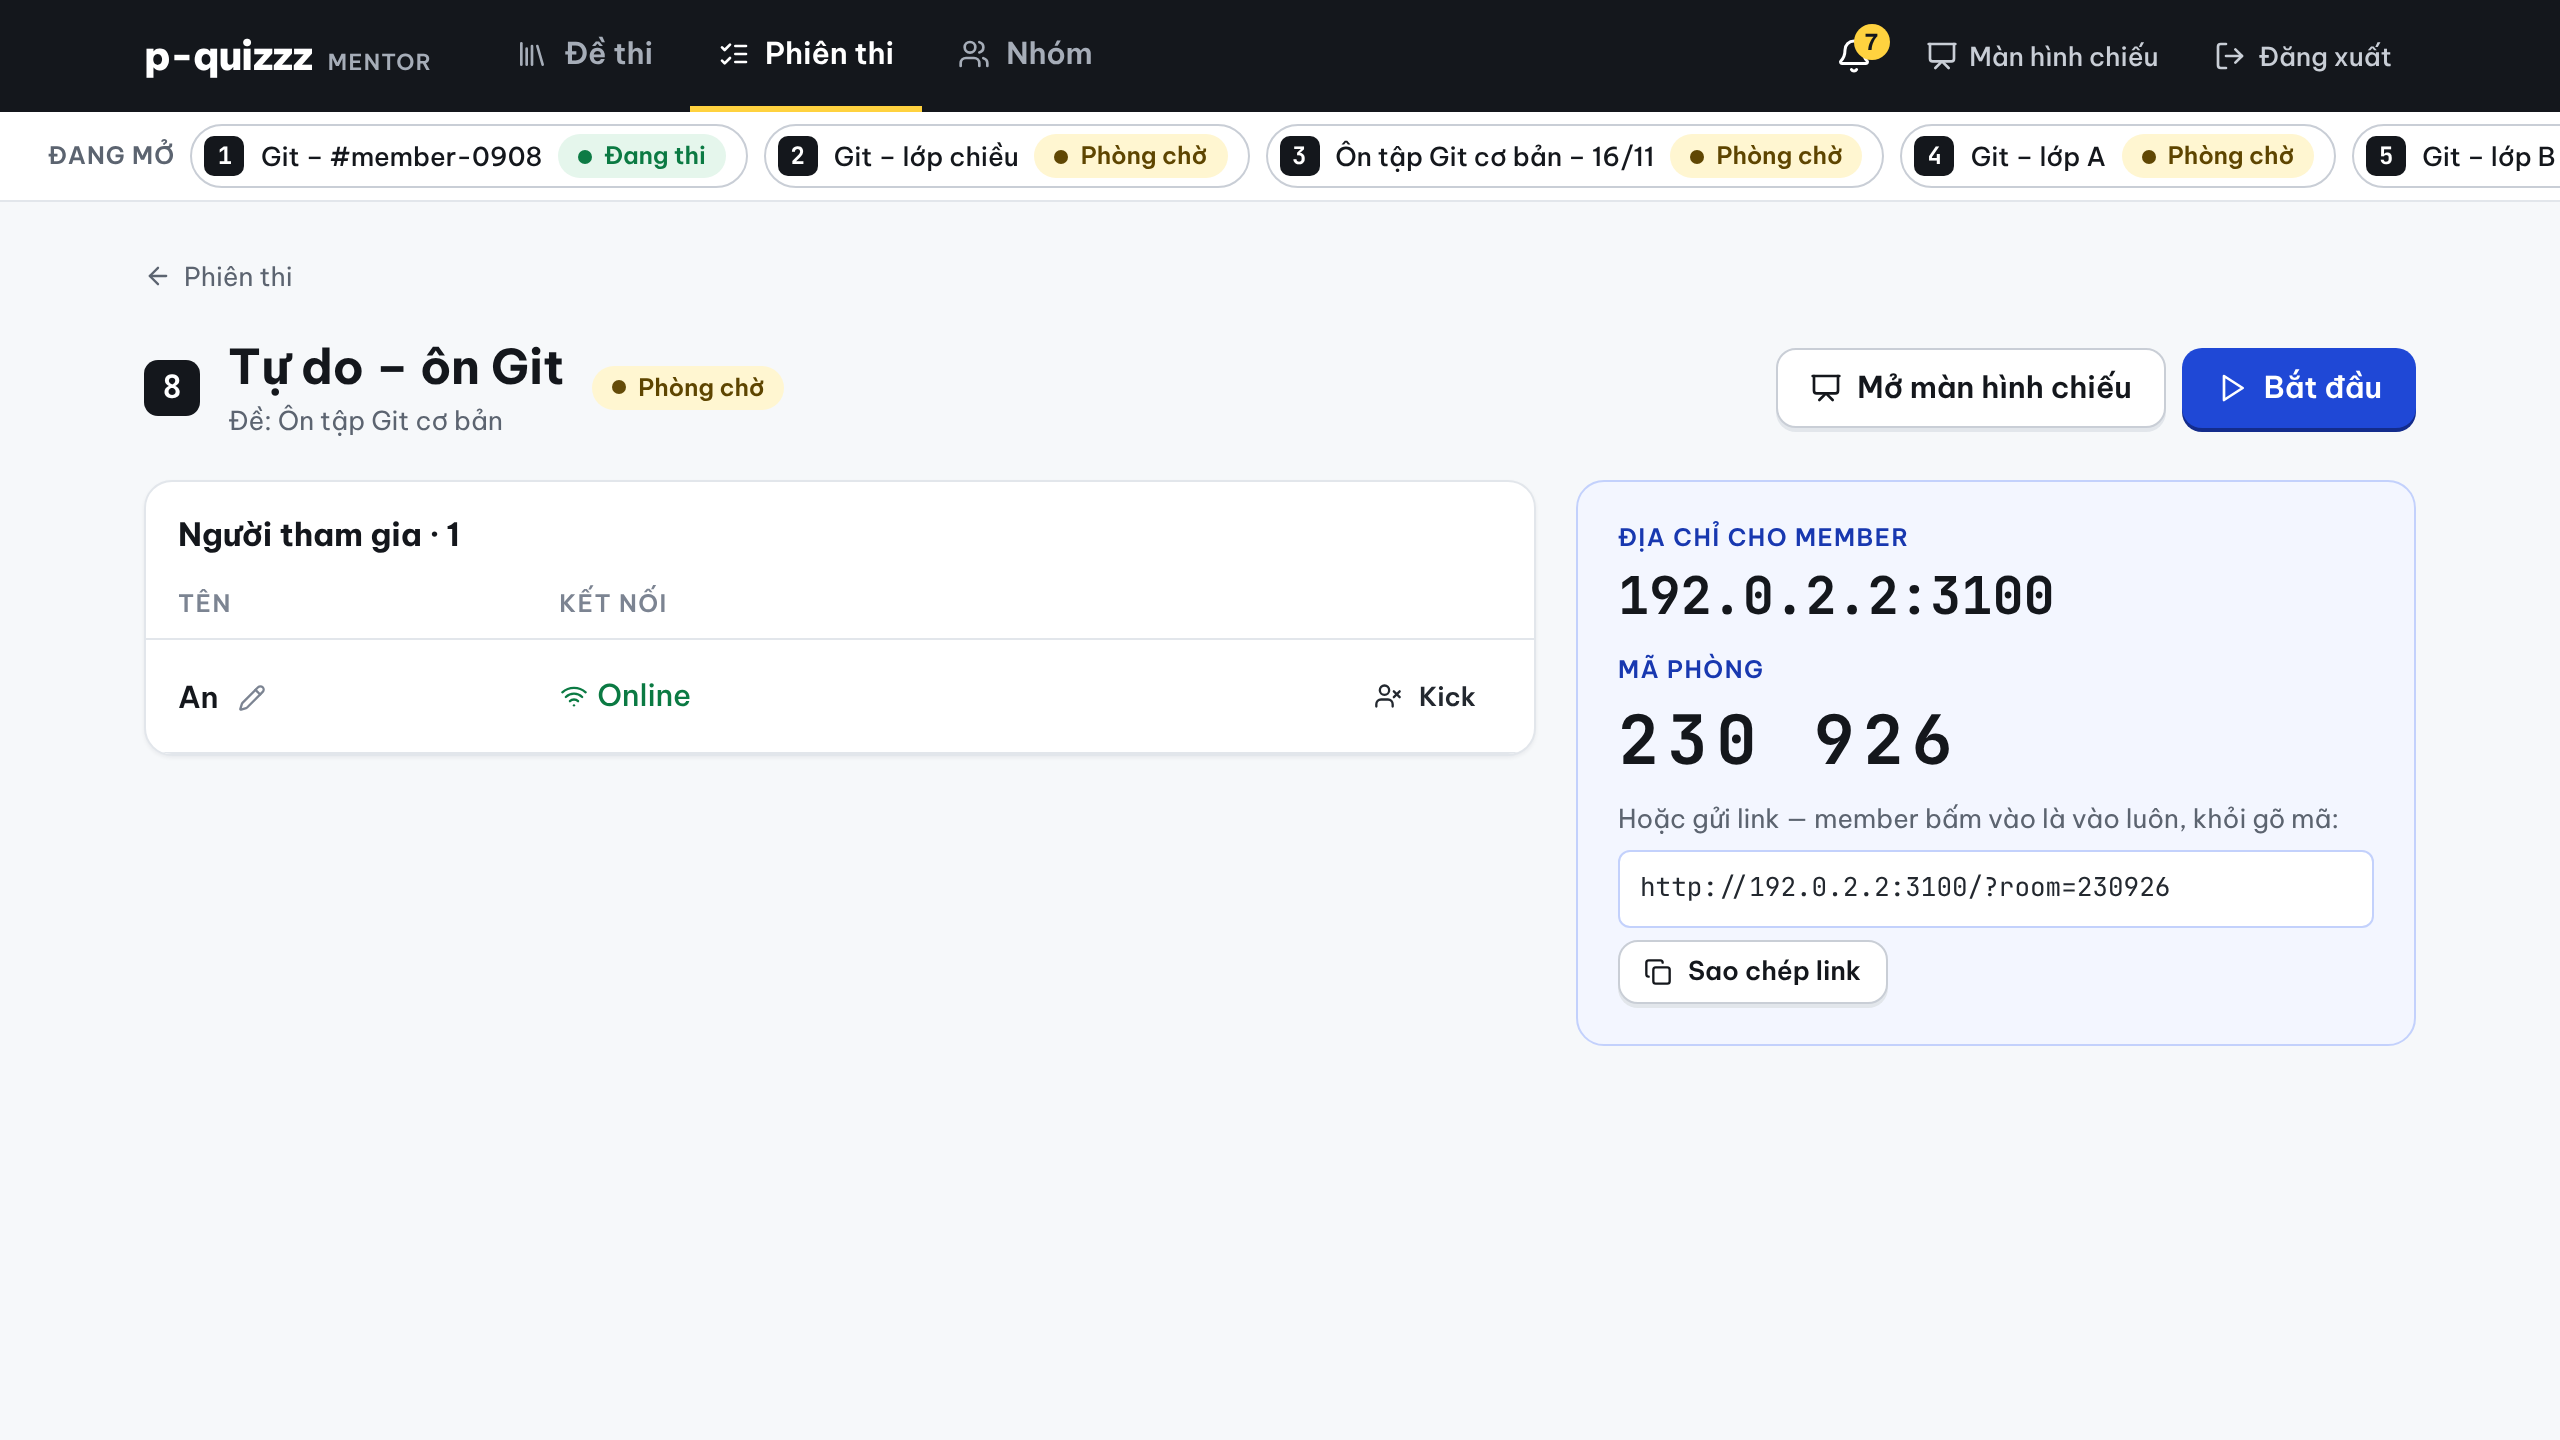 p-quizzz MENTOR
Đề thi
Phiên thi
Nhóm
7
Màn hình chiếu
Đăng xuất
ĐANG MỞ
1 Git – #member-0908 Đang thi
2 Git – lớp chiều Phòng chờ
3 Ôn tập Git cơ bản – 16/11 Phòng chờ
4 Git – lớp A Phòng chờ
5 Git – lớp B
Phiên thi
8
Tự do – ôn Git
Phòng chờ
Đề: Ôn tập Git cơ bản
Mở màn hình chiếu
Bắt đầu
Người tham gia · 1
TÊN KẾT NỐI
An Online Kick
ĐỊA CHỈ CHO MEMBER
192.0.2.2:3100
MÃ PHÒNG
230 926
Hoặc gửi link — member bấm vào là vào luôn, khỏi gõ mã:
http://192.0.2.2:3100/?room=230926
Sao chép link